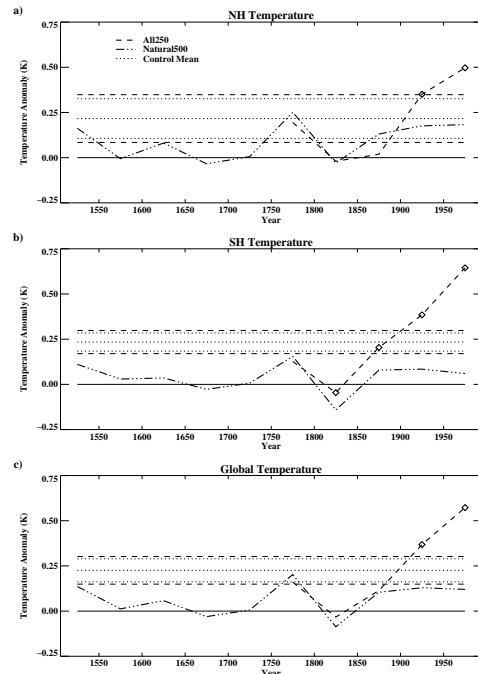 a)
NH Temperature
0.75
0.50
0.25
0.00
−0.25
Temperature Anomaly (K)
All250
Natural500
Control Mean
1550 1600 1650 1700 1750 1800 1850 1900 1950
Year
b)
SH Temperature
0.75
0.50
0.25
0.00
−0.25
Temperature Anomaly (K)
1550 1600 1650 1700 1750 1800 1850 1900 1950
Year
c)
Global Temperature
0.75
0.50
0.25
0.00
−0.25
Temperature Anomaly (K)
1550 1600 1650 1700 1750 1800 1850 1900 1950
Year